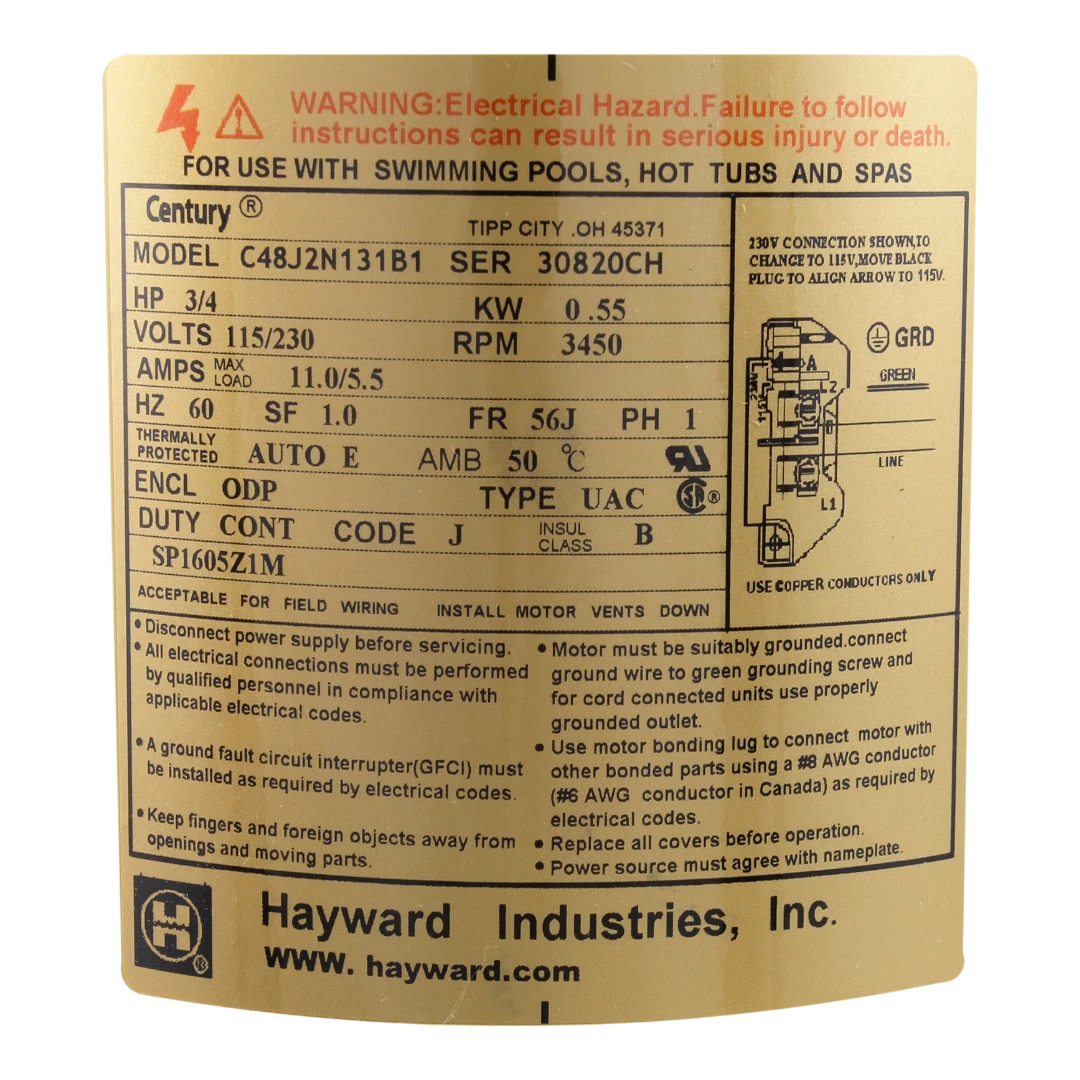 WARNING:Electrical Hazard.Failure to follow
instructions can result in serious injury or death.
FOR USE WITH SWIMMING POOLS, HOT TUBS AND SPAS
Century ®
TIPP CITY .OH 45371
MODEL C48J2N131B1 SER 30820CH
HP 3/4 KW 0.55
VOLTS 115/230 RPM 3450
AMPS MAX LOAD 11.0/5.5
HZ 60 SF 1.0 FR 56J PH 1
THERMALLY PROTECTED AUTO E AMB 50 °C
ENCL ODP TYPE UAC ®
DUTY CONT CODE J INSUL CLASS B
SP1605Z1M
ACCEPTABLE FOR FIELD WIRING INSTALL MOTOR VENTS DOWN
230V CONNECTION SHOWN,TO
CHANGE TO 115V,MOVE BLACK
PLUG TO ALIGN ARROW TO 115V.
GRD
GREEN
A
L2
230V
115V
LINE
L1
USE COPPER CONDUCTORS ONLY
• Disconnect power supply before servicing.
• All electrical connections must be performed
by qualified personnel in compliance with
applicable electrical codes.
• A ground fault circuit interrupter(GFCI) must
be installed as required by electrical codes.
• Keep fingers and foreign objects away from
openings and moving parts.
• Motor must be suitably grounded.connect
ground wire to green grounding screw and
for cord connected units use properly
grounded outlet.
• Use motor bonding lug to connect motor with
other bonded parts using a #8 AWG conductor
(#6 AWG conductor in Canada) as required by
electrical codes.
• Replace all covers before operation.
• Power source must agree with nameplate.
H ®
Hayward Industries, Inc.
WWW. hayward.com